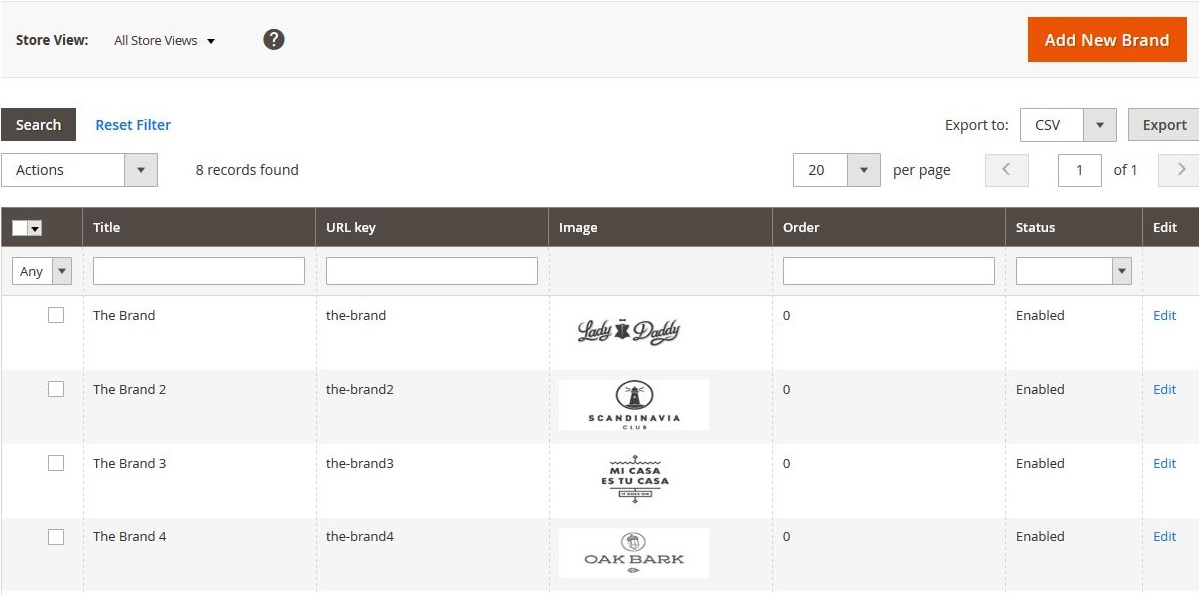 Store View: All Store Views ? Add New Brand
Search Reset Filter Export to: CSV Export
Actions 8 records found 20 per page 1 of 1
Title URL key Image Order Status Edit
Any
The Brand the-brand Lady Daddy 0 Enabled Edit
The Brand 2 the-brand2 0 Enabled Edit
SCANDINAVIA
CLUB
The Brand 3 the-brand3 0 Enabled Edit
MI CASA
ES TU CASA
The Brand 4 the-brand4 0 Enabled Edit
OAK BARK